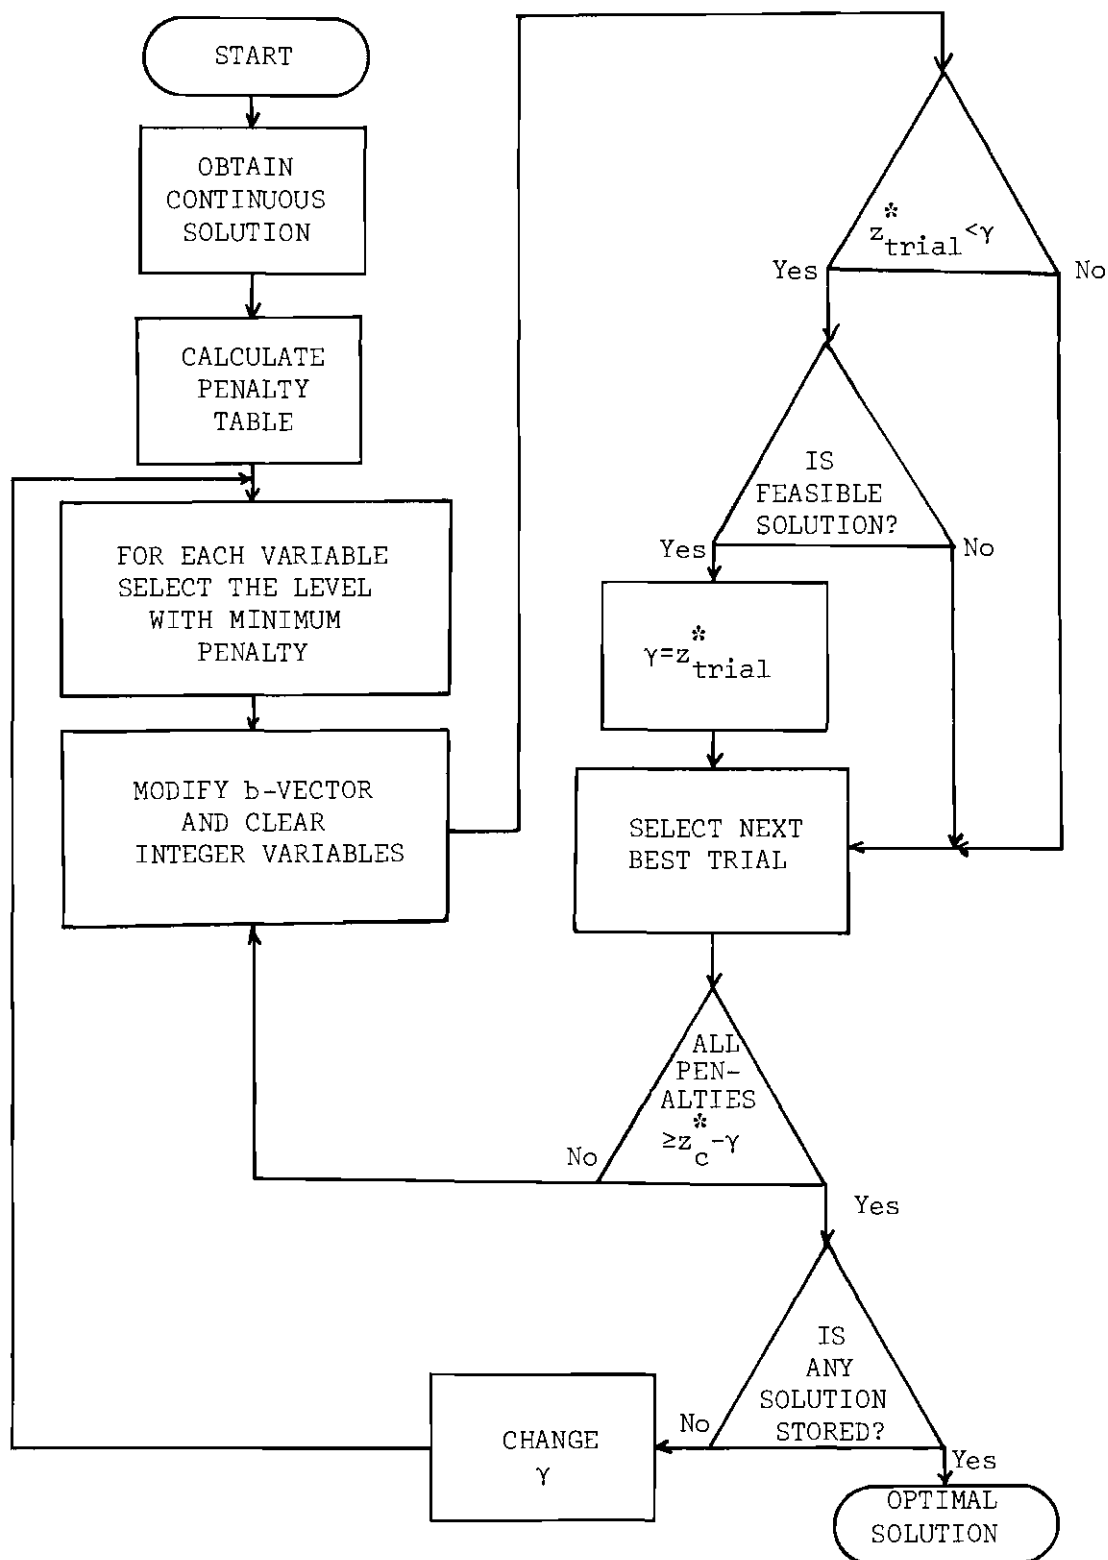 START
OBTAIN
CONTINUOUS
SOLUTION
CALCULATE
PENALTY
TABLE
FOR EACH VARIABLE
SELECT THE LEVEL
WITH MINIMUM
PENALTY
MODIFY b-VECTOR
AND CLEAR
INTEGER VARIABLES
z*trial<γ
Yes
No
IS
FEASIBLE
SOLUTION?
Yes
No
γ=z*trial
SELECT NEXT
BEST TRIAL
ALL
PEN-
ALTIES
≥z*c-γ
No
Yes
IS
ANY
SOLUTION
STORED?
No
Yes
CHANGE
γ
OPTIMAL
SOLUTION